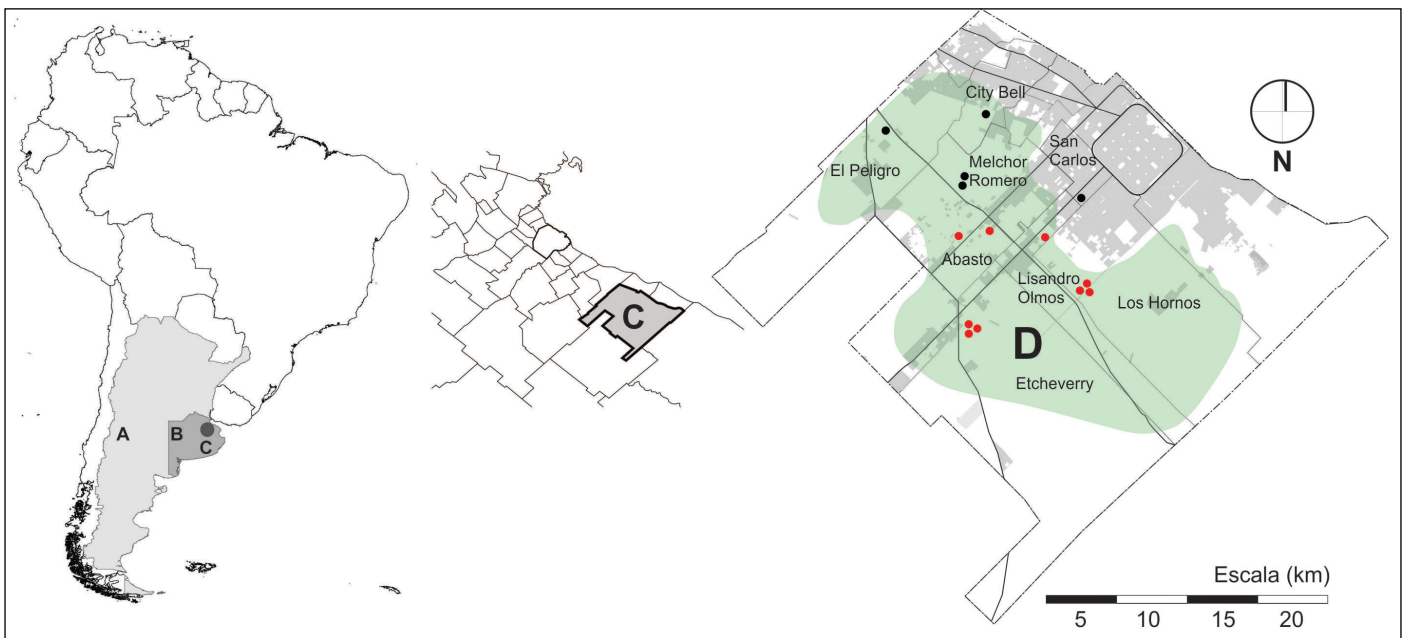 A
B
C
C
City Bell
San
Carlos
El Peligro
Melchor
Romero
N
Abasto
Lisandro
Olmos
Los Hornos
D
Etcheverry
Escala (km)
5 10 15 20